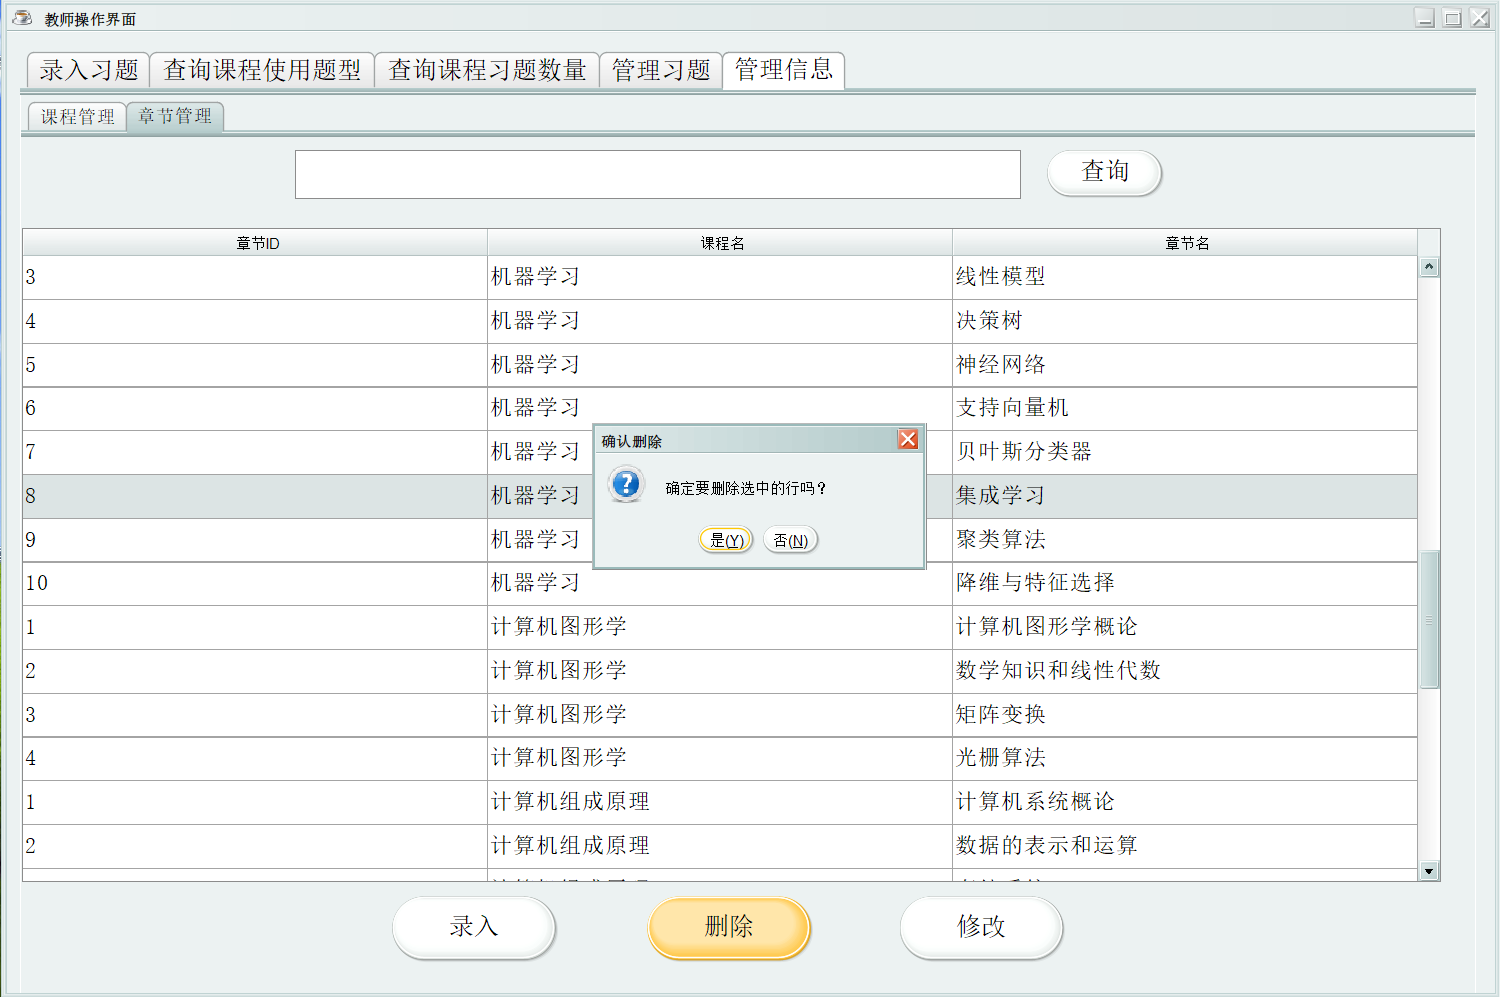 教师操作界面
录入习题 查询课程使用题型 查询课程习题数量 管理习题 管理信息
课程管理 章节管理
查询
章节ID 课程名 章节名
3 机器学习 线性模型
4 机器学习 决策树
5 机器学习 神经网络
6 机器学习 支持向量机
7 机器学习 贝叶斯分类器
8 机器学习 集成学习
9 机器学习 聚类算法
10 机器学习 降维与特征选择
1 计算机图形学 计算机图形学概论
2 计算机图形学 数学知识和线性代数
3 计算机图形学 矩阵变换
4 计算机图形学 光栅算法
1 计算机组成原理 计算机系统概论
2 计算机组成原理 数据的表示和运算
确认删除
确定要删除选中的行吗？
是(Y) 否(N)
录入 删除 修改